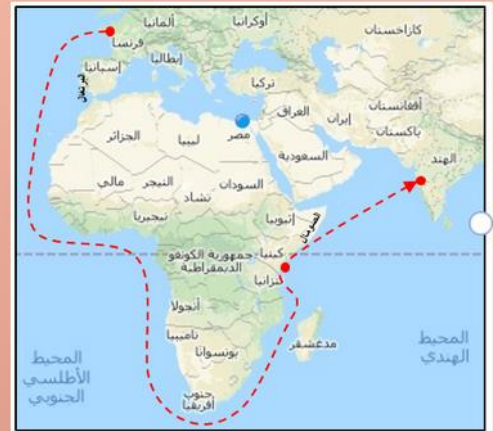 ألمانيا
أوكرانيا
كازاخستان
فرنسا
إيطاليا
إسبانيا
البرتغال
تركيا
أفغانستان
العراق
إيران
باكستان
الجزائر
ليبيا
مصر
السعودية
الهند
مالي
النيجر
تشاد
السودان
نيجيريا
إثيوبيا
الصومال
جمهورية الكونغو
الديمقراطية
كينيا
تنزانيا
أنجولا
ناميبيا
بوتسوانا
مدغشقر
جنوب
أفريقيا
المحيط
الأطلسي
الجنوبي
المحيط
الهندي